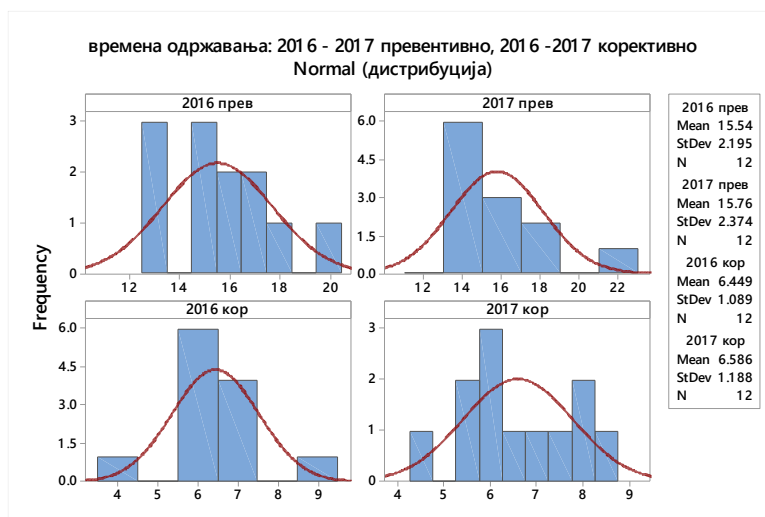 времена одржавања: 2016 - 2017 превентивно, 2016 -2017 корективно
Normal (дистрибуција)
2016 прев
3
2
1
0
12 14 16 18 20
2017 прев
6.0
4.5
3.0
1.5
0.0
12 14 16 18 20 22
2016 кор
6.0
4.5
3.0
1.5
0.0
4 5 6 7 8 9
2017 кор
3
2
1
0
4 5 6 7 8 9
Frequency
2016 прев
Mean 15.54
StDev 2.195
N 12
2017 прев
Mean 15.76
StDev 2.374
N 12
2016 кор
Mean 6.449
StDev 1.089
N 12
2017 кор
Mean 6.586
StDev 1.188
N 12